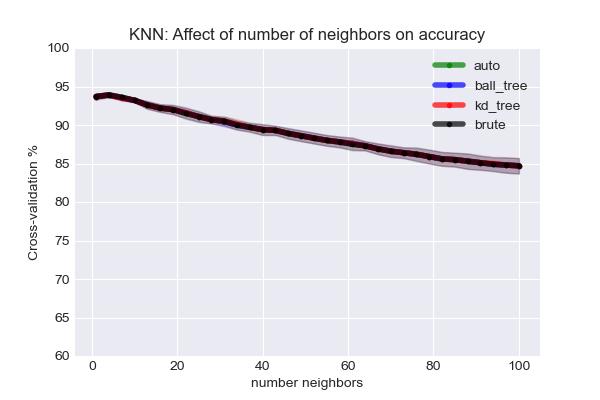 KNN: Affect of number of neighbors on accuracy
100
95
90
85
80
75
70
65
60
Cross-validation %
auto
ball_tree
kd_tree
brute
0 20 40 60 80 100
number neighbors